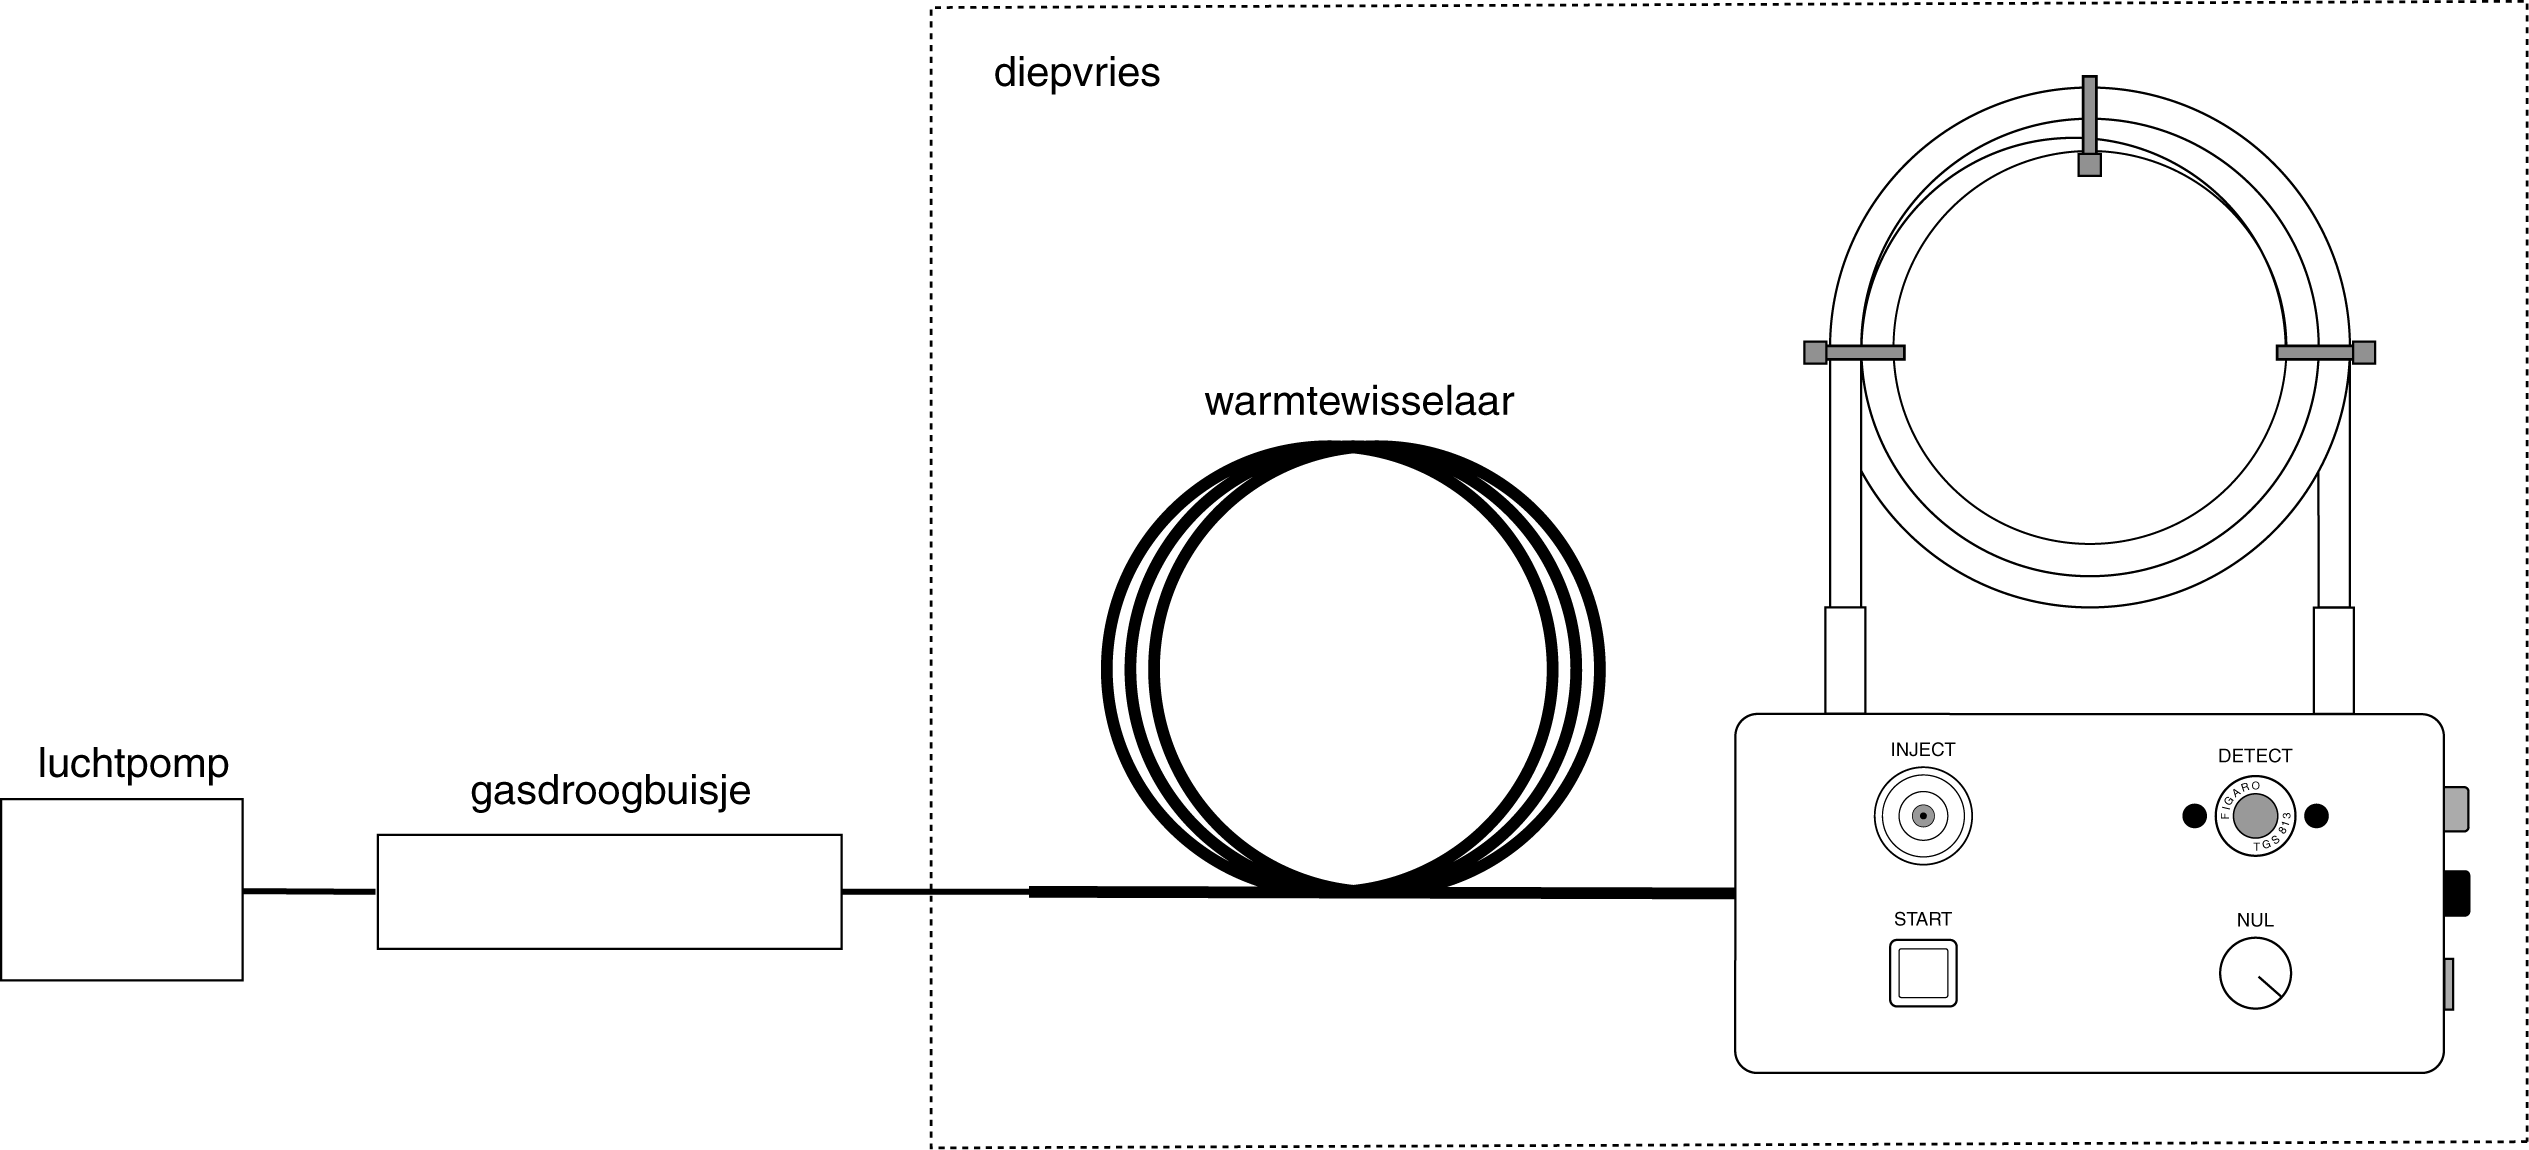 diepvries
warmtewisselaar
luchtpomp
gasdroogbuisje
INJECT
DETECT
FIGARO
TGS 813
START
NUL